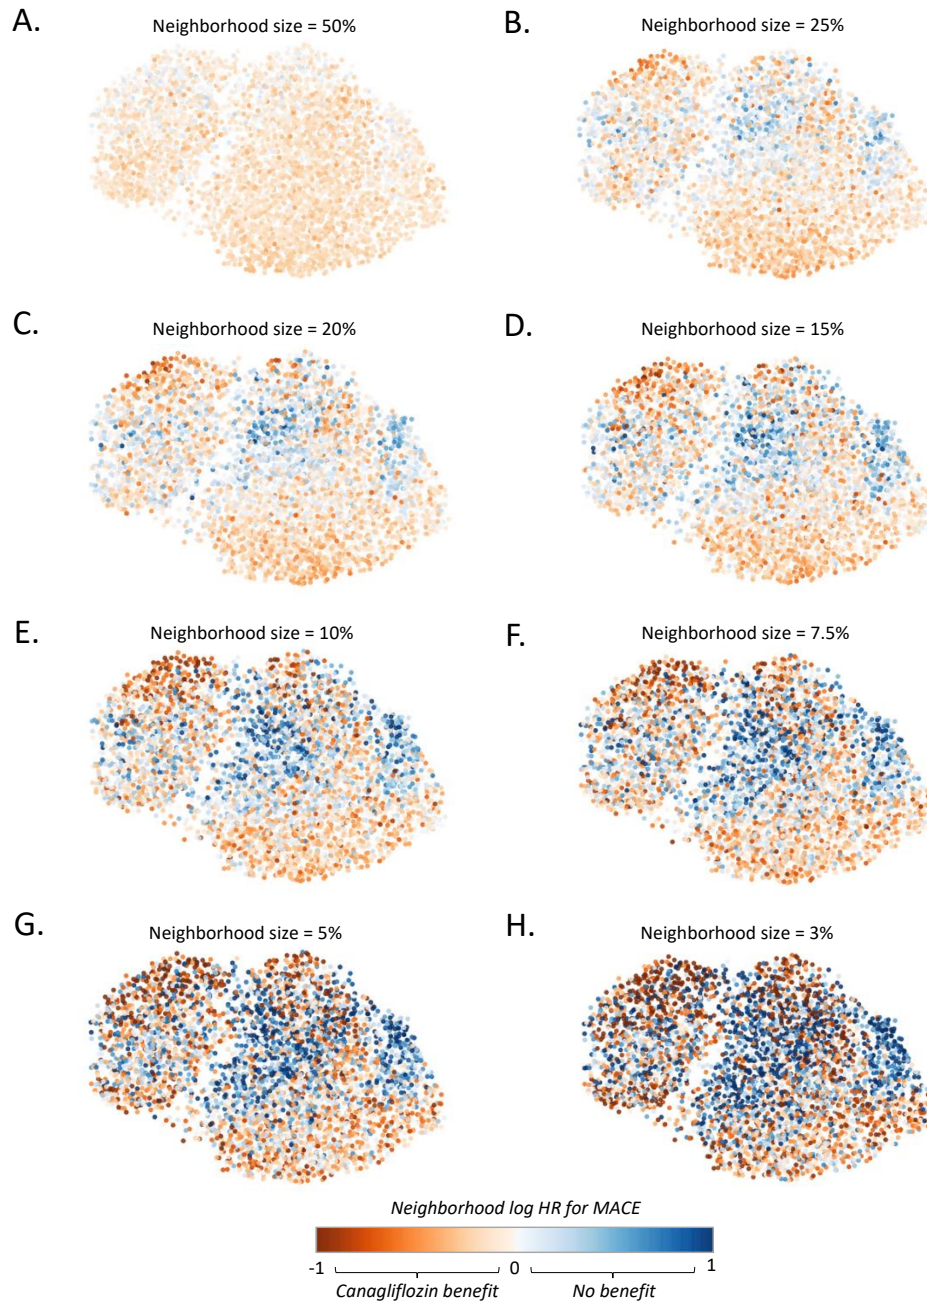 A.
Neighborhood size = 50%
B.
Neighborhood size = 25%
C.
Neighborhood size = 20%
D.
Neighborhood size = 15%
E.
Neighborhood size = 10%
F.
Neighborhood size = 7.5%
G.
Neighborhood size = 5%
H.
Neighborhood size = 3%
Neighborhood log HR for MACE
-1 0 1
Canagliflozin benefit No benefit